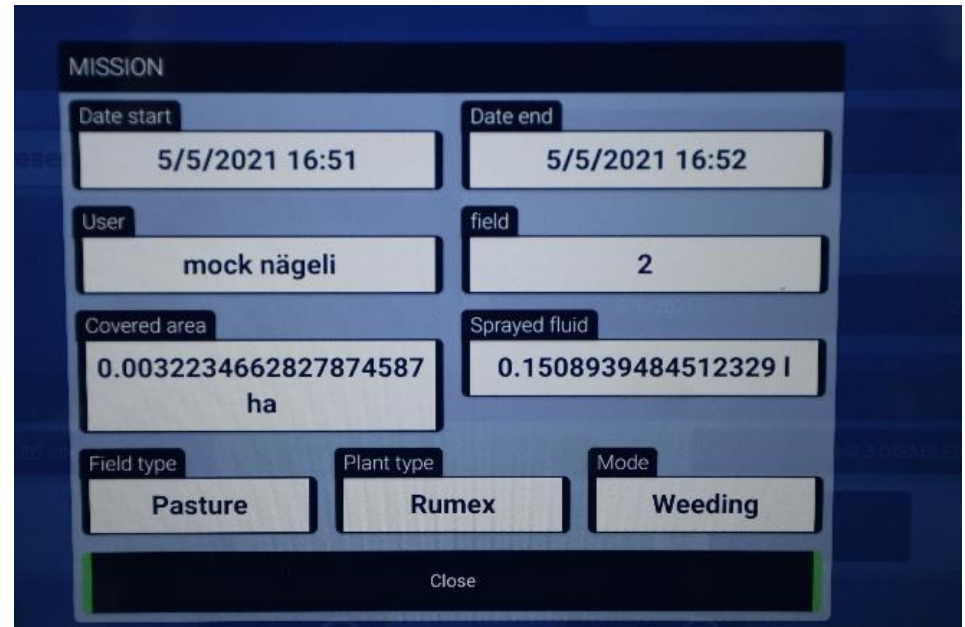 MISSION
Date start
Date end
5/5/2021 16:51
5/5/2021 16:52
User
field
mock nägeli
2
Covered area
Sprayed fluid
0.0032234662827874587
ha
0.1508939484512329 l
Field type
Plant type
Mode
Pasture
Rumex
Weeding
Close